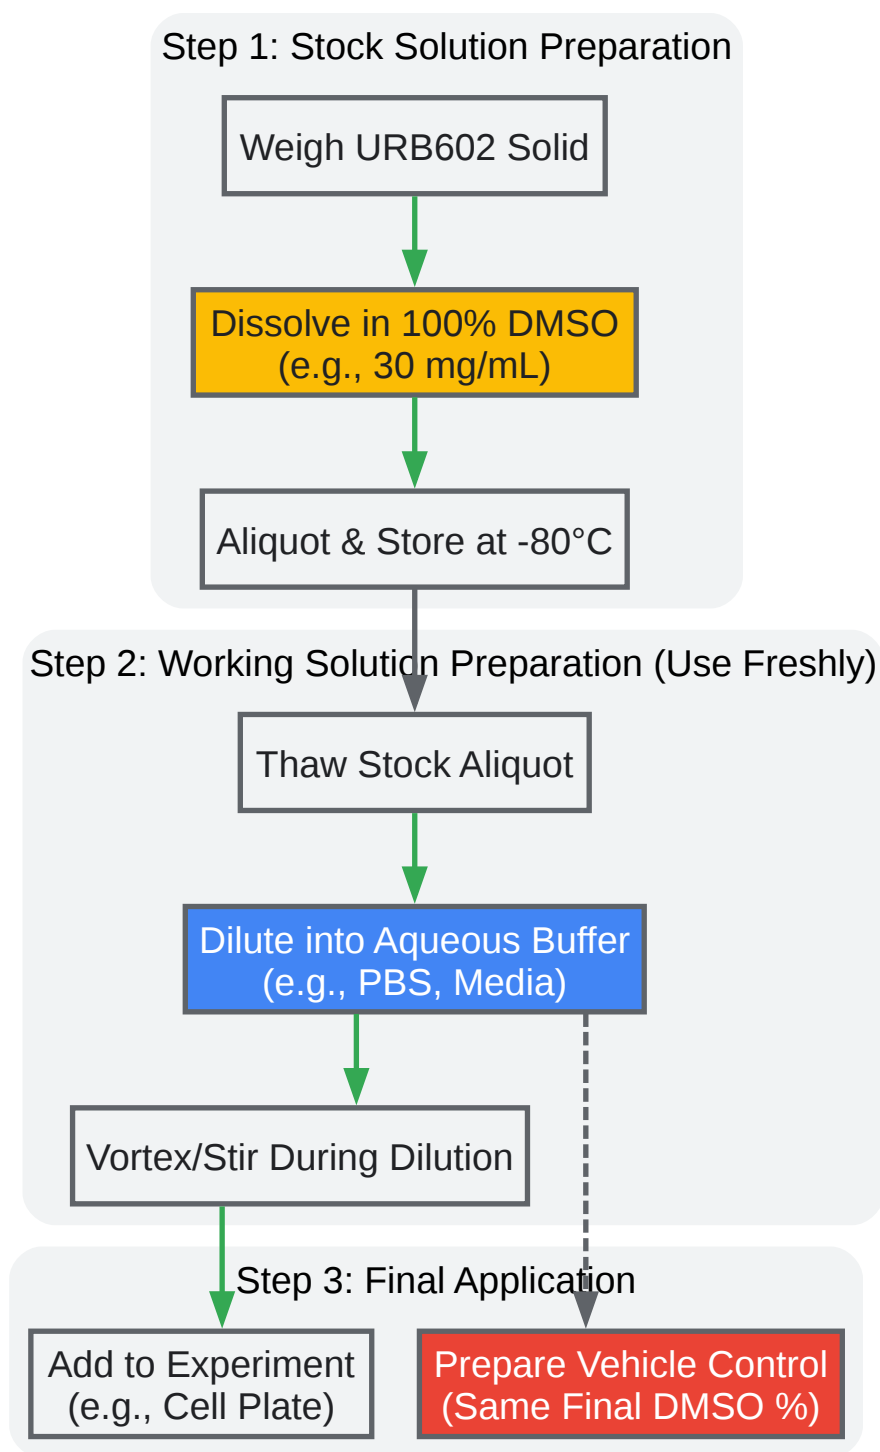 Step 1: Stock Solution Preparation
Weigh URB602 Solid
Dissolve in 100% DMSO
(e.g., 30 mg/mL)
Aliquot & Store at -80°C
Step 2: Working Solution Preparation (Use Freshly)
Thaw Stock Aliquot
Dilute into Aqueous Buffer
(e.g., PBS, Media)
Vortex/Stir During Dilution
Step 3: Final Application
Add to Experiment
(e.g., Cell Plate)
Prepare Vehicle Control
(Same Final DMSO %)